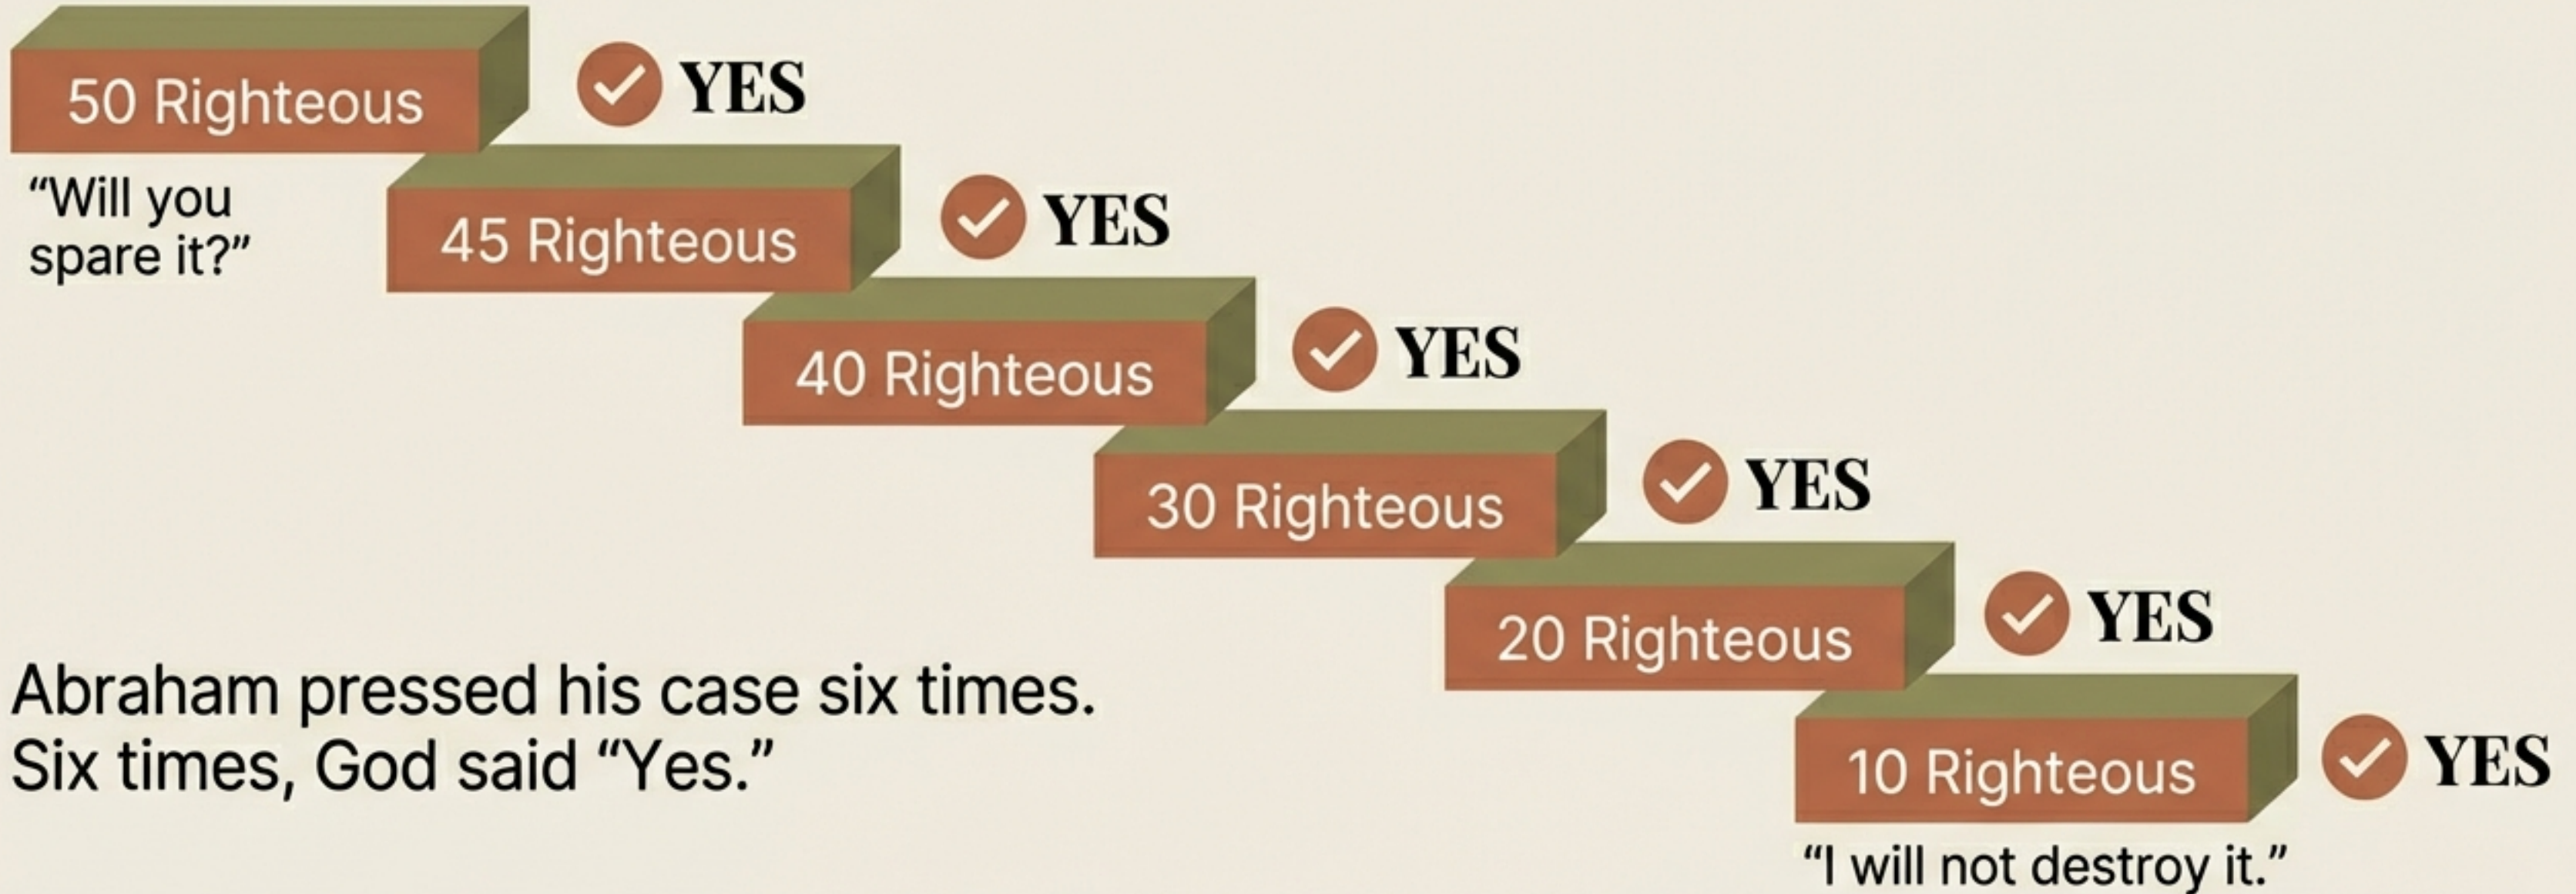 50 Righteous
YES
“Will you
spare it?”
45 Righteous
YES
40 Righteous
YES
30 Righteous
YES
20 Righteous
YES
10 Righteous
YES
“I will not destroy it.”
Abraham pressed his case six times.
Six times, God said “Yes.”